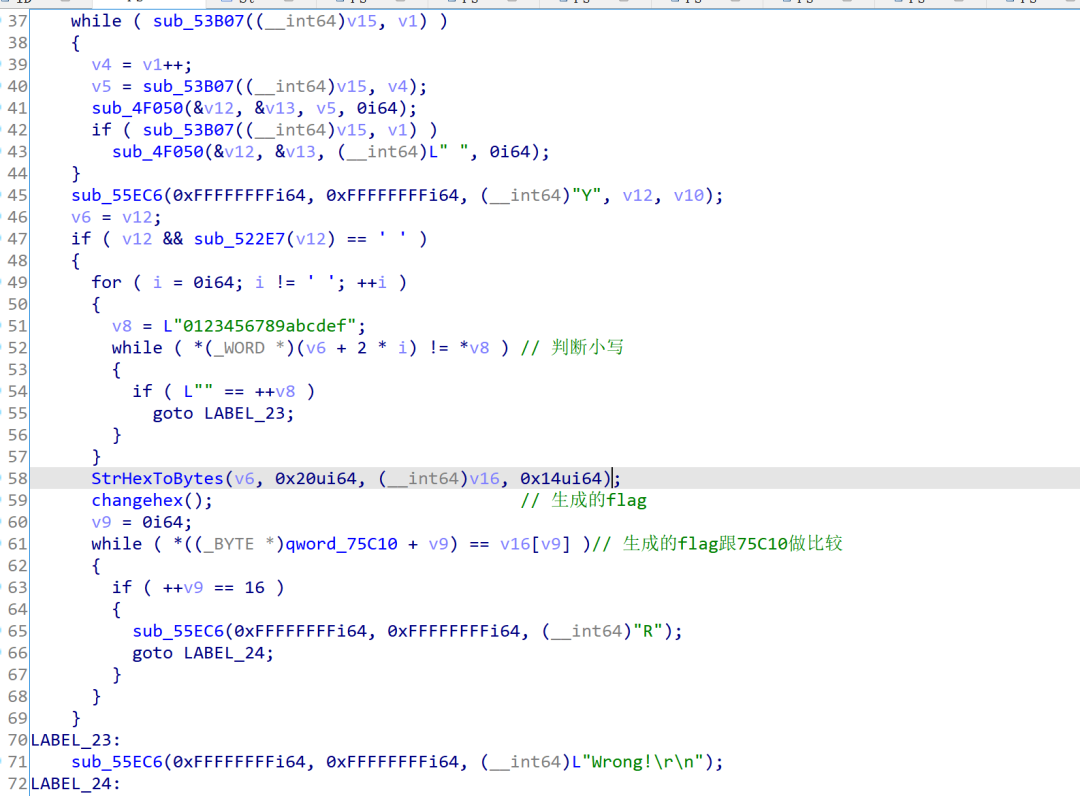 37 while ( sub_53B07((__int64)v15, v1) )
38 {
39 v4 = v1++;
40 v5 = sub_53B07((__int64)v15, v4);
41 sub_4F050(&v12, &v13, v5, 0i64);
42 if ( sub_53B07((__int64)v15, v1) )
43 sub_4F050(&v12, &v13, (__int64)L" ", 0i64);
44 }
45 sub_55EC6(0xFFFFFFFFi64, 0xFFFFFFFFi64, (__int64)"Y", v12, v10);
46 v6 = v12;
47 if ( v12 && sub_522E7(v12) == ' ' )
48 {
49 for ( i = 0i64; i != ' '; ++i )
50 {
51 v8 = L"0123456789abcdef";
52 while ( *(_WORD *)(v6 + 2 * i) != *v8 ) // 判断小写
53 {
54 if ( L"" == ++v8 )
55 goto LABEL_23;
56 }
57 }
58 StrHexToBytes(v6, 0x20ui64, (__int64)v16, 0x14ui64);
59 changehex(); // 生成的flag
60 v9 = 0i64;
61 while ( *((_BYTE *)qword_75C10 + v9) == v16[v9] )// 生成的flag跟75C10做比较
62 {
63 if ( ++v9 == 16 )
64 {
65 sub_55EC6(0xFFFFFFFFi64, 0xFFFFFFFFi64, (__int64)"R");
66 goto LABEL_24;
67 }
68 }
69 }
70 LABEL_23:
71 sub_55EC6(0xFFFFFFFFi64, 0xFFFFFFFFi64, (__int64)L"Wrong!\r\n");
72 LABEL_24: